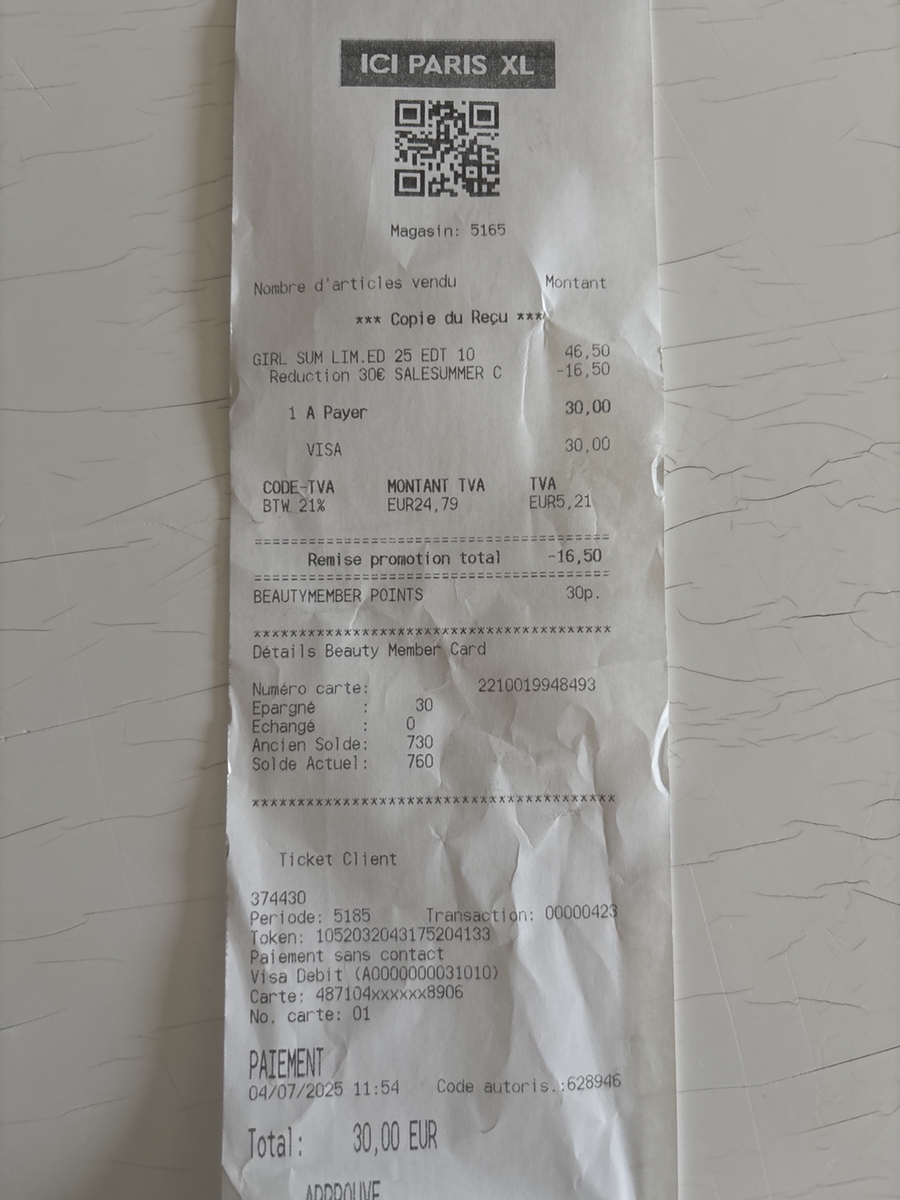 ICI PARIS XL
Magasin: 5165
Nombre d'articles vendu Montant
*** Copie du Reçu ***
GIRL SUM LIM.ED 25 EDT 10 46,50
Reduction 30€ SALESUMMER C -16,50
1 A Payer 30,00
VISA 30,00
CODE-TVA MONTANT TVA TVA
BTW 21% EUR24,79 EUR5,21
========================================
Remise promotion total -16,50
========================================
BEAUTYMEMBER POINTS 30p.
****************************************
Détails Beauty Member Card
Numéro carte: 2210019948493
Epargné : 30
Echangé : 0
Ancien Solde: 730
Solde Actuel: 760
****************************************
Ticket Client
374430
Periode: 5185 Transaction: 00000423
Token: 1052032043175204133
Paiement sans contact
Visa Debit (A0000000031010)
Carte: 487104xxxxxx8906
No. carte: 01
PAIEMENT
04/07/2025 11:54 Code autoris.:628946
Total: 30,00 EUR
APPROUVE